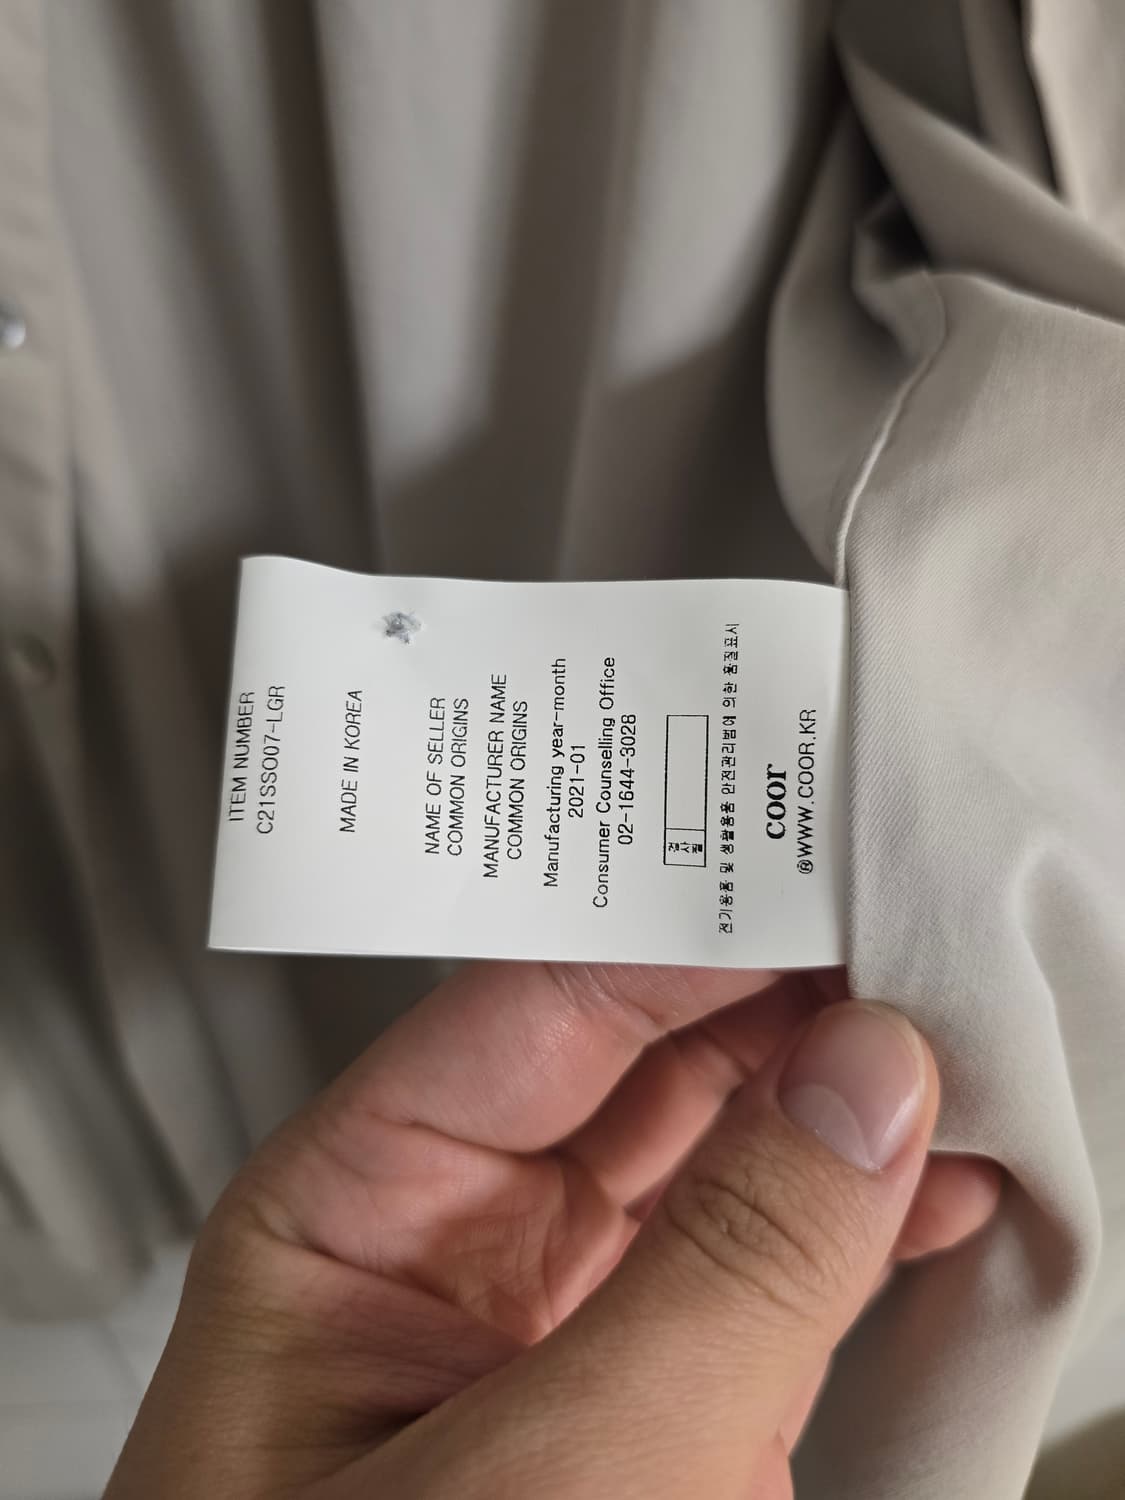 ITEM NUMBER
C21SSO07-LGR
MADE IN KOREA
NAME OF SELLER
COMMON ORIGINS
MANUFACTURER NAME
COMMON ORIGINS
Manufacturing year-month
2021-01
Consumer Counselling Office
02-1644-3028
검사필
전기용품 및 생활용품 안전관리법에 의한 품질표시
coor
®WWW.COOR.KR